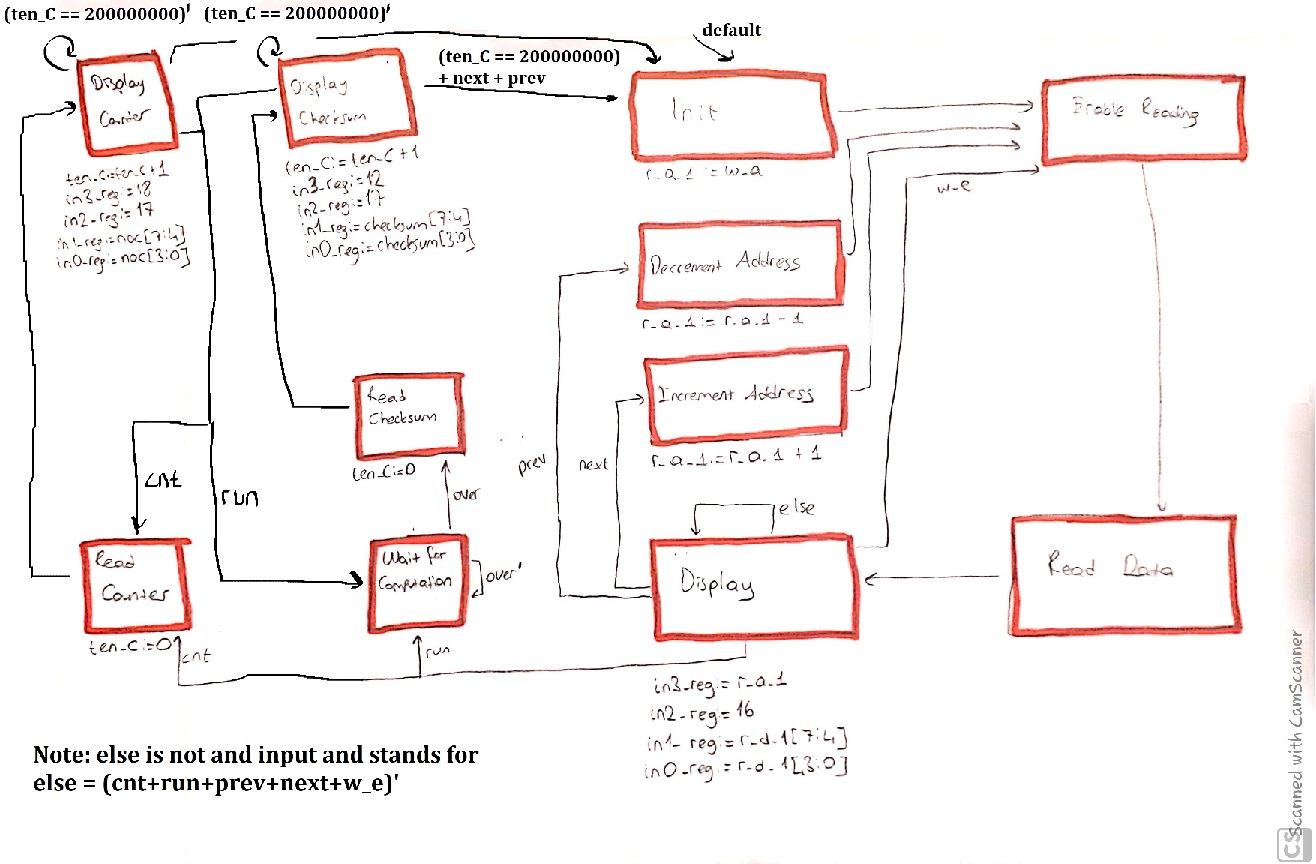 (ten_C == 200000000)' (ten_C == 200000000)'
default
(ten_C == 200000000)
+ next + prev
Display
Counter
ten_C:=ten_C+1
in3_reg:=18
in2_reg:=17
in1_reg:=noc[7:4]
in0_reg:=noc[3:0]
Display
Checksum
ten_C:=ten_C+1
in3_reg:=12
in2_reg:=17
in1_reg:=checksum[7:4]
in0_reg:=checksum[3:0]
Init
r_a_1:=w_a
Enable Reading
w_e
Decrement Address
r_a_1:=r_a_1-1
Increment Address
r_a_1:=r_a_1+1
Read
Checksum
ten_C:=0
prev
next
cnt
run
over
else
Read
Counter
ten_C:=0
Wait for
Computation
over'
Display
Read Data
cnt
run
in3_reg:=r_a_1
in2_reg:=16
in1_reg:=r_d_1[7:4]
in0_reg:=r_d_1[3:0]
Note: else is not and input and stands for
else = (cnt+run+prev+next+w_e)'
CS Scanned with CamScanner